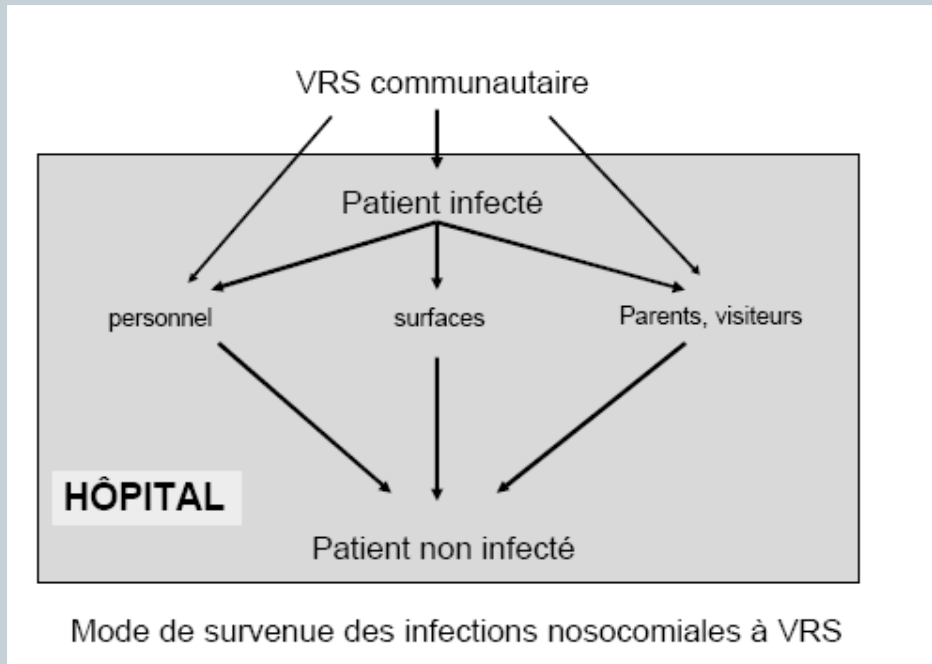 VRS communautaire
Patient infecté
personnel
surfaces
Parents, visiteurs
HÔPITAL
Patient non infecté
Mode de survenue des infections nosocomiales à VRS